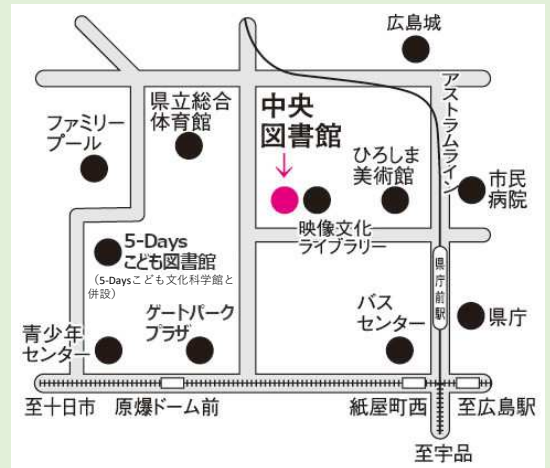 広島城
アストラムライン
県立総合
体育館
中央
図書館
ファミリー
プール
ひろしま
美術館
市民
病院
映像文化
ライブラリー
5-Days
こども図書館
（5-Daysこども文化科学館と
併設）
県庁前駅
ゲートパーク
プラザ
バス
センター
県庁
青少年
センター
至十日市
原爆ドーム前
紙屋町西
至広島駅
至宇品